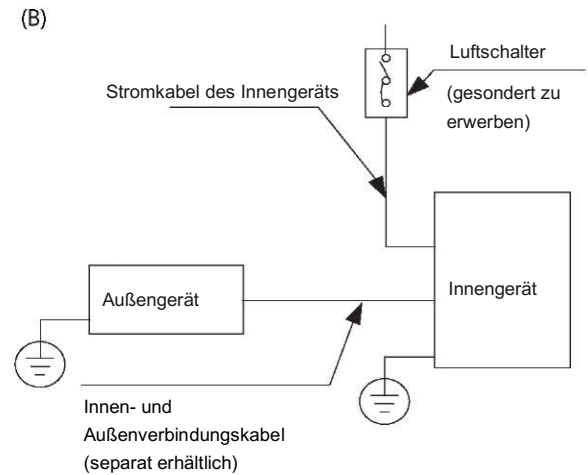 (B)
Luftschalter
(gesondert zu
erwerben)
Stromkabel des Innengeräts
Außengerät
Innengerät
Innen- und
Außenverbindungskabel
(separat erhältlich)